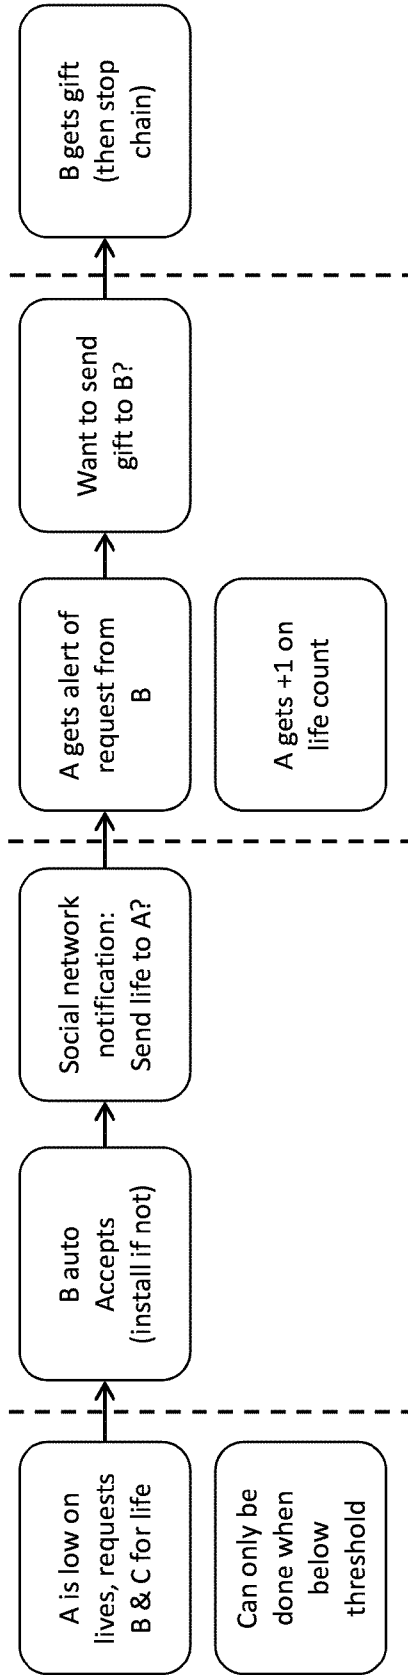 A is low on
lives, requests
B & C for life
Can only be
done when
below
threshold
B auto
Accepts
(install if not)
Social network
notification:
Send life to A?
A gets alert of
request from
B
A gets +1 on
life count
Want to send
gift to B?
B gets gift
(then stop
chain)